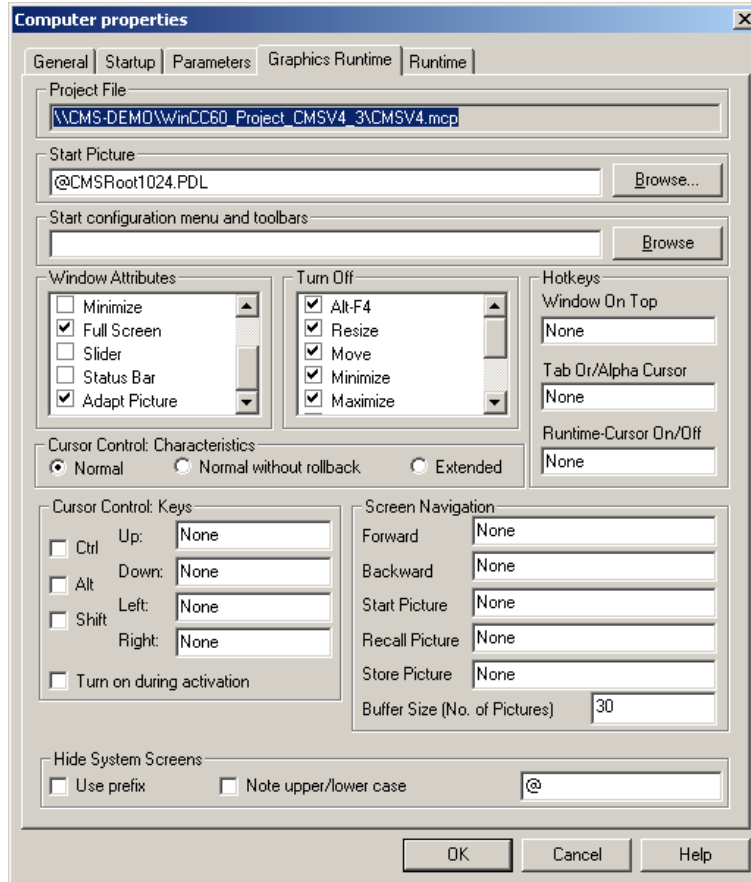 Computer properties
General Startup Parameters Graphics Runtime Runtime
Project File
\\CMS-DEMO\WinCC60_Project_CMSV4_3\CMSV4.mcp
Start Picture
@CMSRoot1024.PDL Browse...
Start configuration menu and toolbars
Browse
Window Attributes
Minimize
Full Screen
Slider
Status Bar
Adapt Picture
Turn Off
Alt-F4
Resize
Move
Minimize
Maximize
Hotkeys
Window On Top
None
Tab Or/Alpha Cursor
None
Runtime-Cursor On/Off
None
Cursor Control: Characteristics
Normal Normal without rollback Extended
Cursor Control: Keys
Ctrl
Alt
Shift
Up: None
Down: None
Left: None
Right: None
Turn on during activation
Screen Navigation
Forward None
Backward None
Start Picture None
Recall Picture None
Store Picture None
Buffer Size (No. of Pictures) 30
Hide System Screens
Use prefix Note upper/lower case @
OK Cancel Help